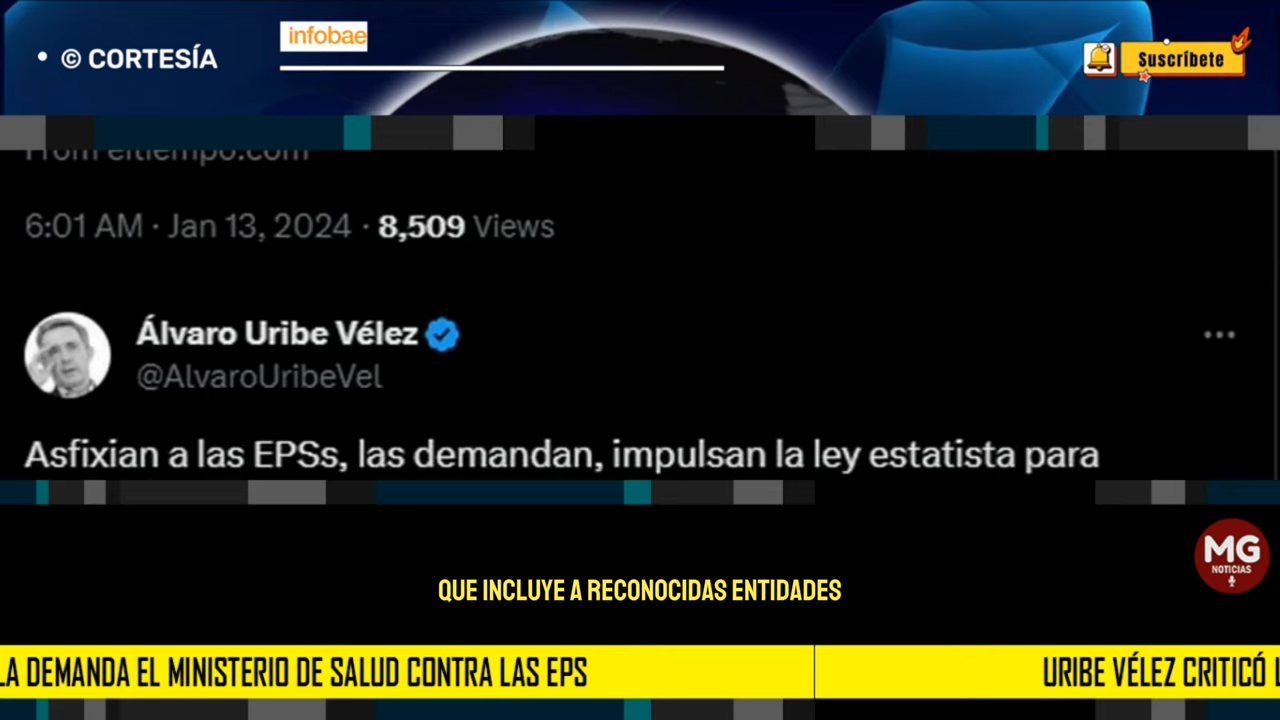 • © CORTESÍA
infobae
Suscríbete
From eltiempo.com
6:01 AM · Jan 13, 2024 · 8,509 Views
Álvaro Uribe Vélez
@AlvaroUribeVel
Asfixian a las EPSs, las demandan, impulsan la ley estatista para
MG
NOTICIAS
QUE INCLUYE A RECONOCIDAS ENTIDADES
LA DEMANDA EL MINISTERIO DE SALUD CONTRA LAS EPS
URIBE VÉLEZ CRITICÓ L